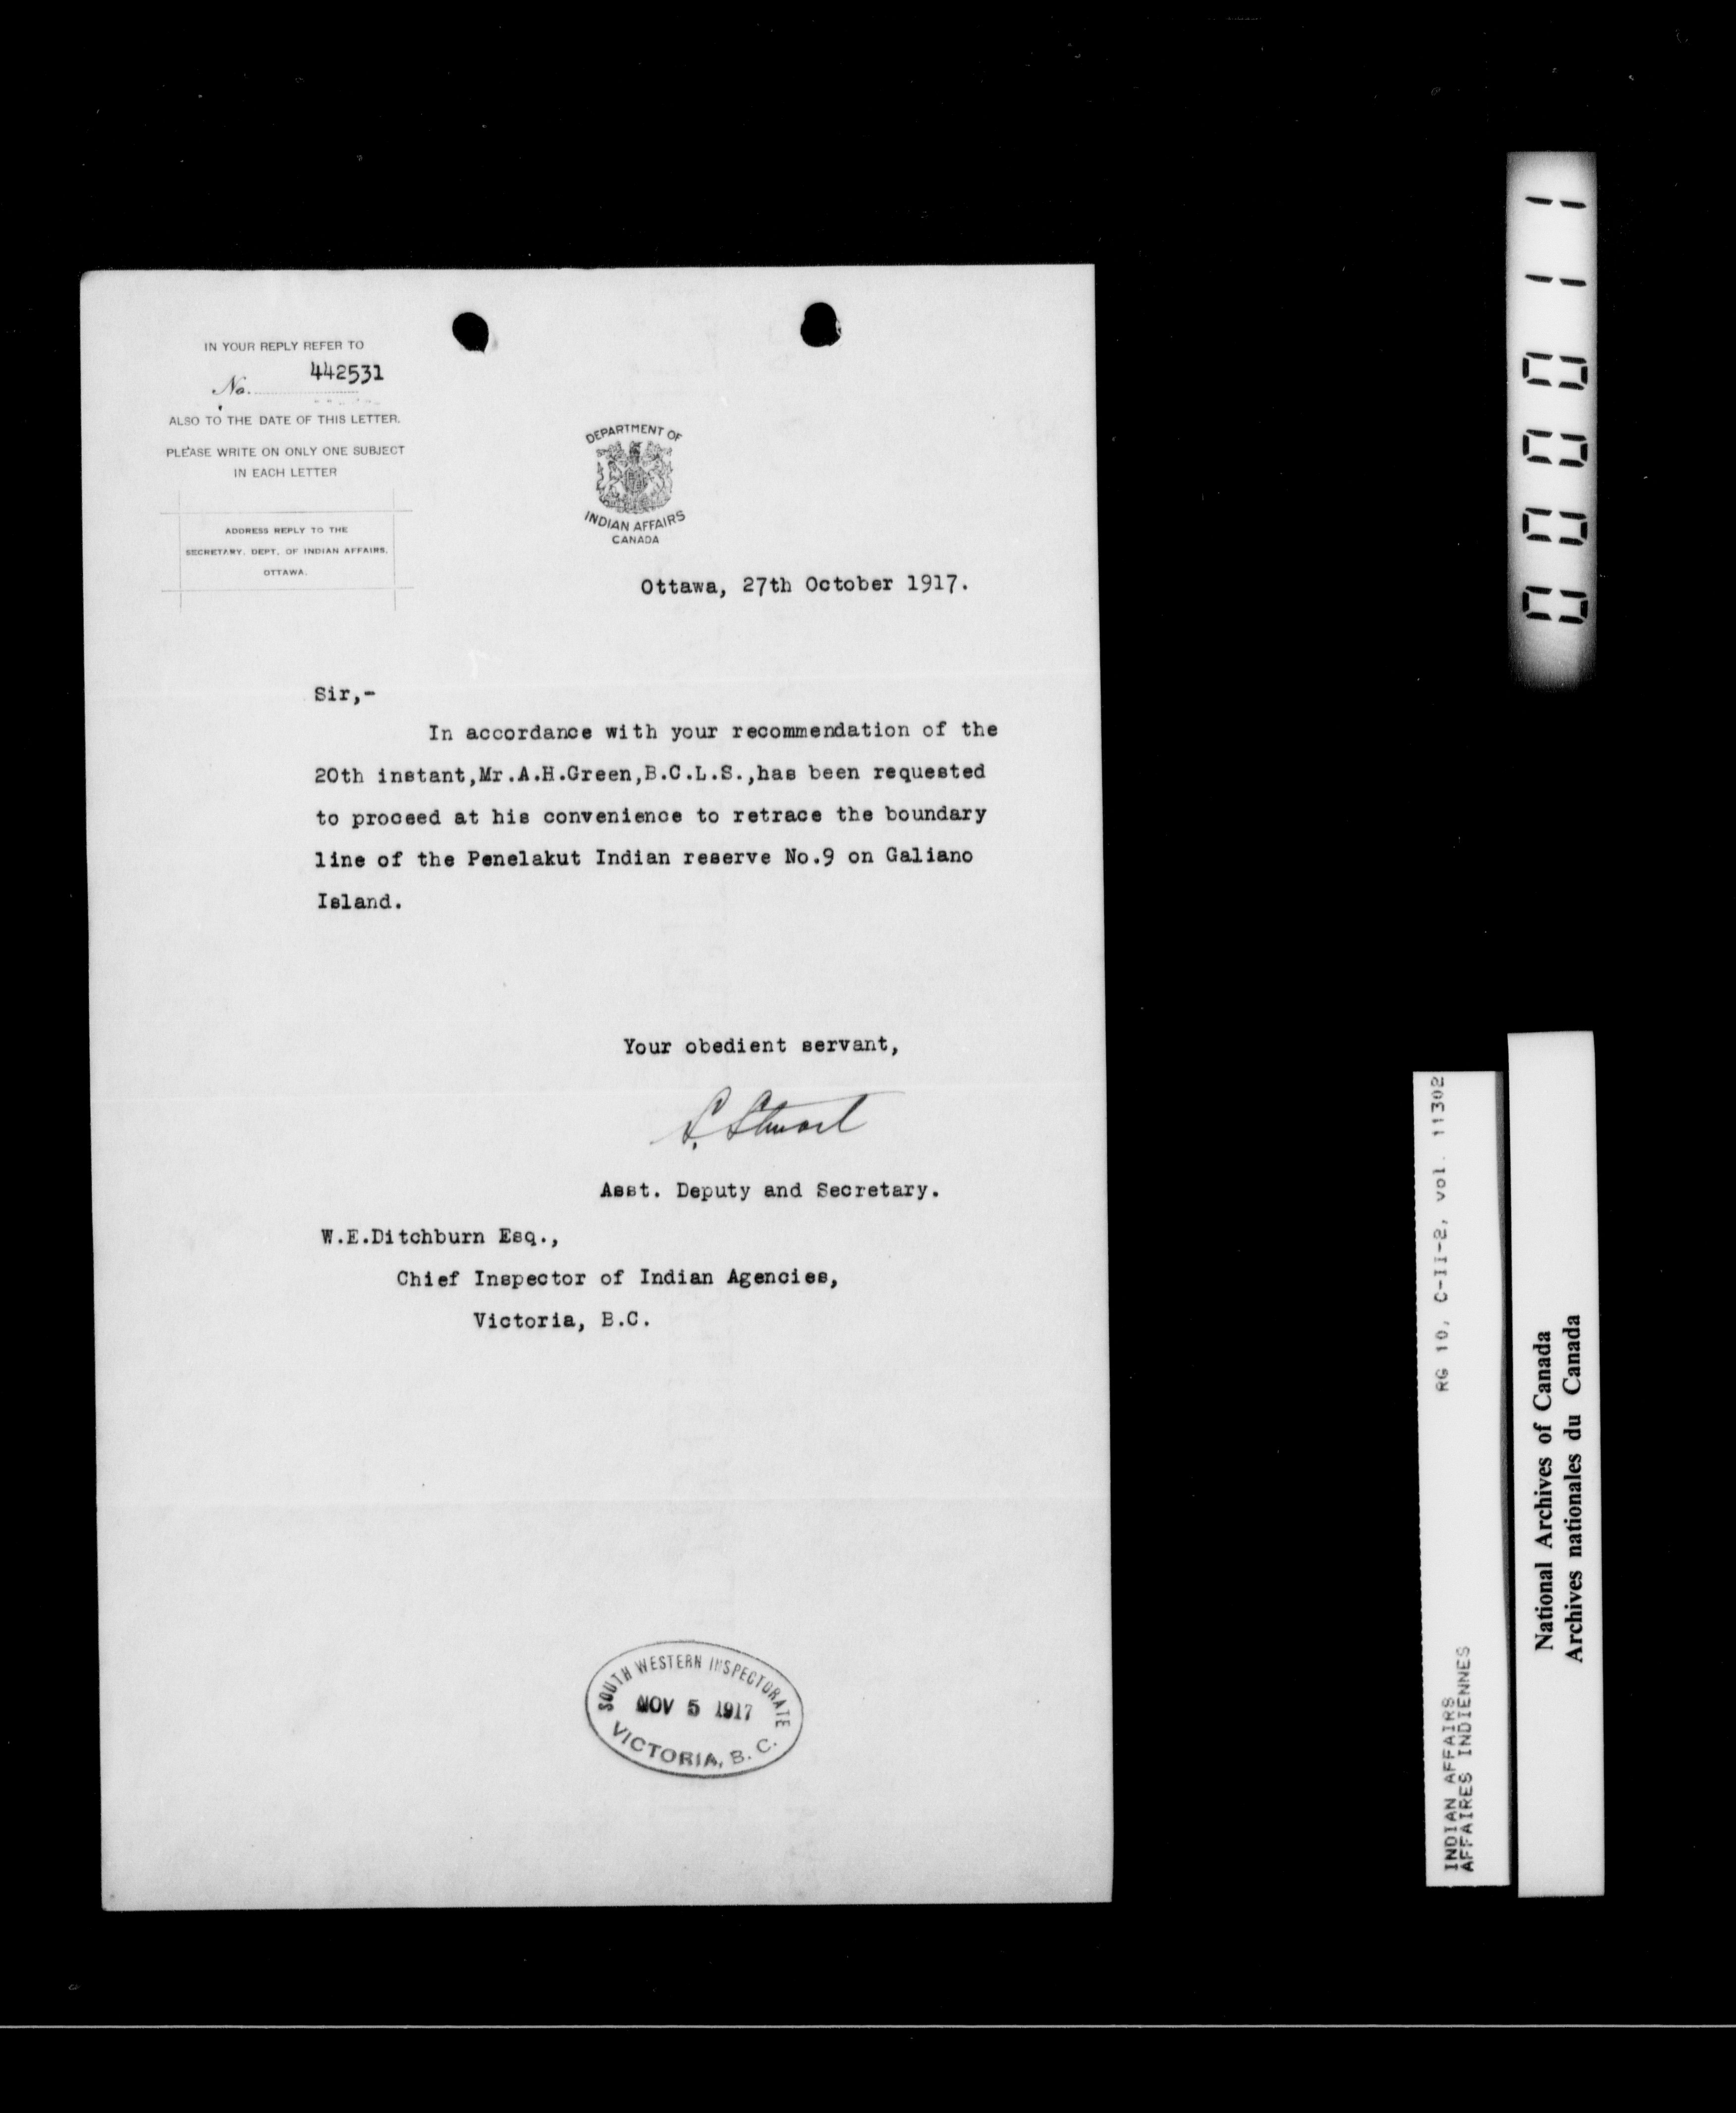 IN YOUR REPLY REFER TO
No. 442531
ALSO TO THE DATE OF THIS LETTER.
PLEASE WRITE ON ONLY ONE SUBJECT
IN EACH LETTER
ADDRESS REPLY TO THE
SECRETARY, DEPT. OF INDIAN AFFAIRS.
OTTAWA.
DEPARTMENT OF
INDIAN AFFAIRS
CANADA
Ottawa, 27th October 1917.
Sir,-
In accordance with your recommendation of the
20th instant,Mr.A.H.Green,B.C.L.S.,has been requested
to proceed at his convenience to retrace the boundary
line of the Penelakut Indian reserve No.9 on Galiano
Island.
Your obedient servant,
S. Stewart
Asst. Deputy and Secretary.
W.E.Ditchburn Esq.,
Chief Inspector of Indian Agencies,
Victoria, B.C.
SOUTH WESTERN INSPECTORATE
NOV 5 1917
VICTORIA, B. C.
000011
RG 10, C-II-2, vol. 11302
INDIAN AFFAIRS
AFFAIRES INDIENNES
National Archives of Canada
Archives nationales du Canada